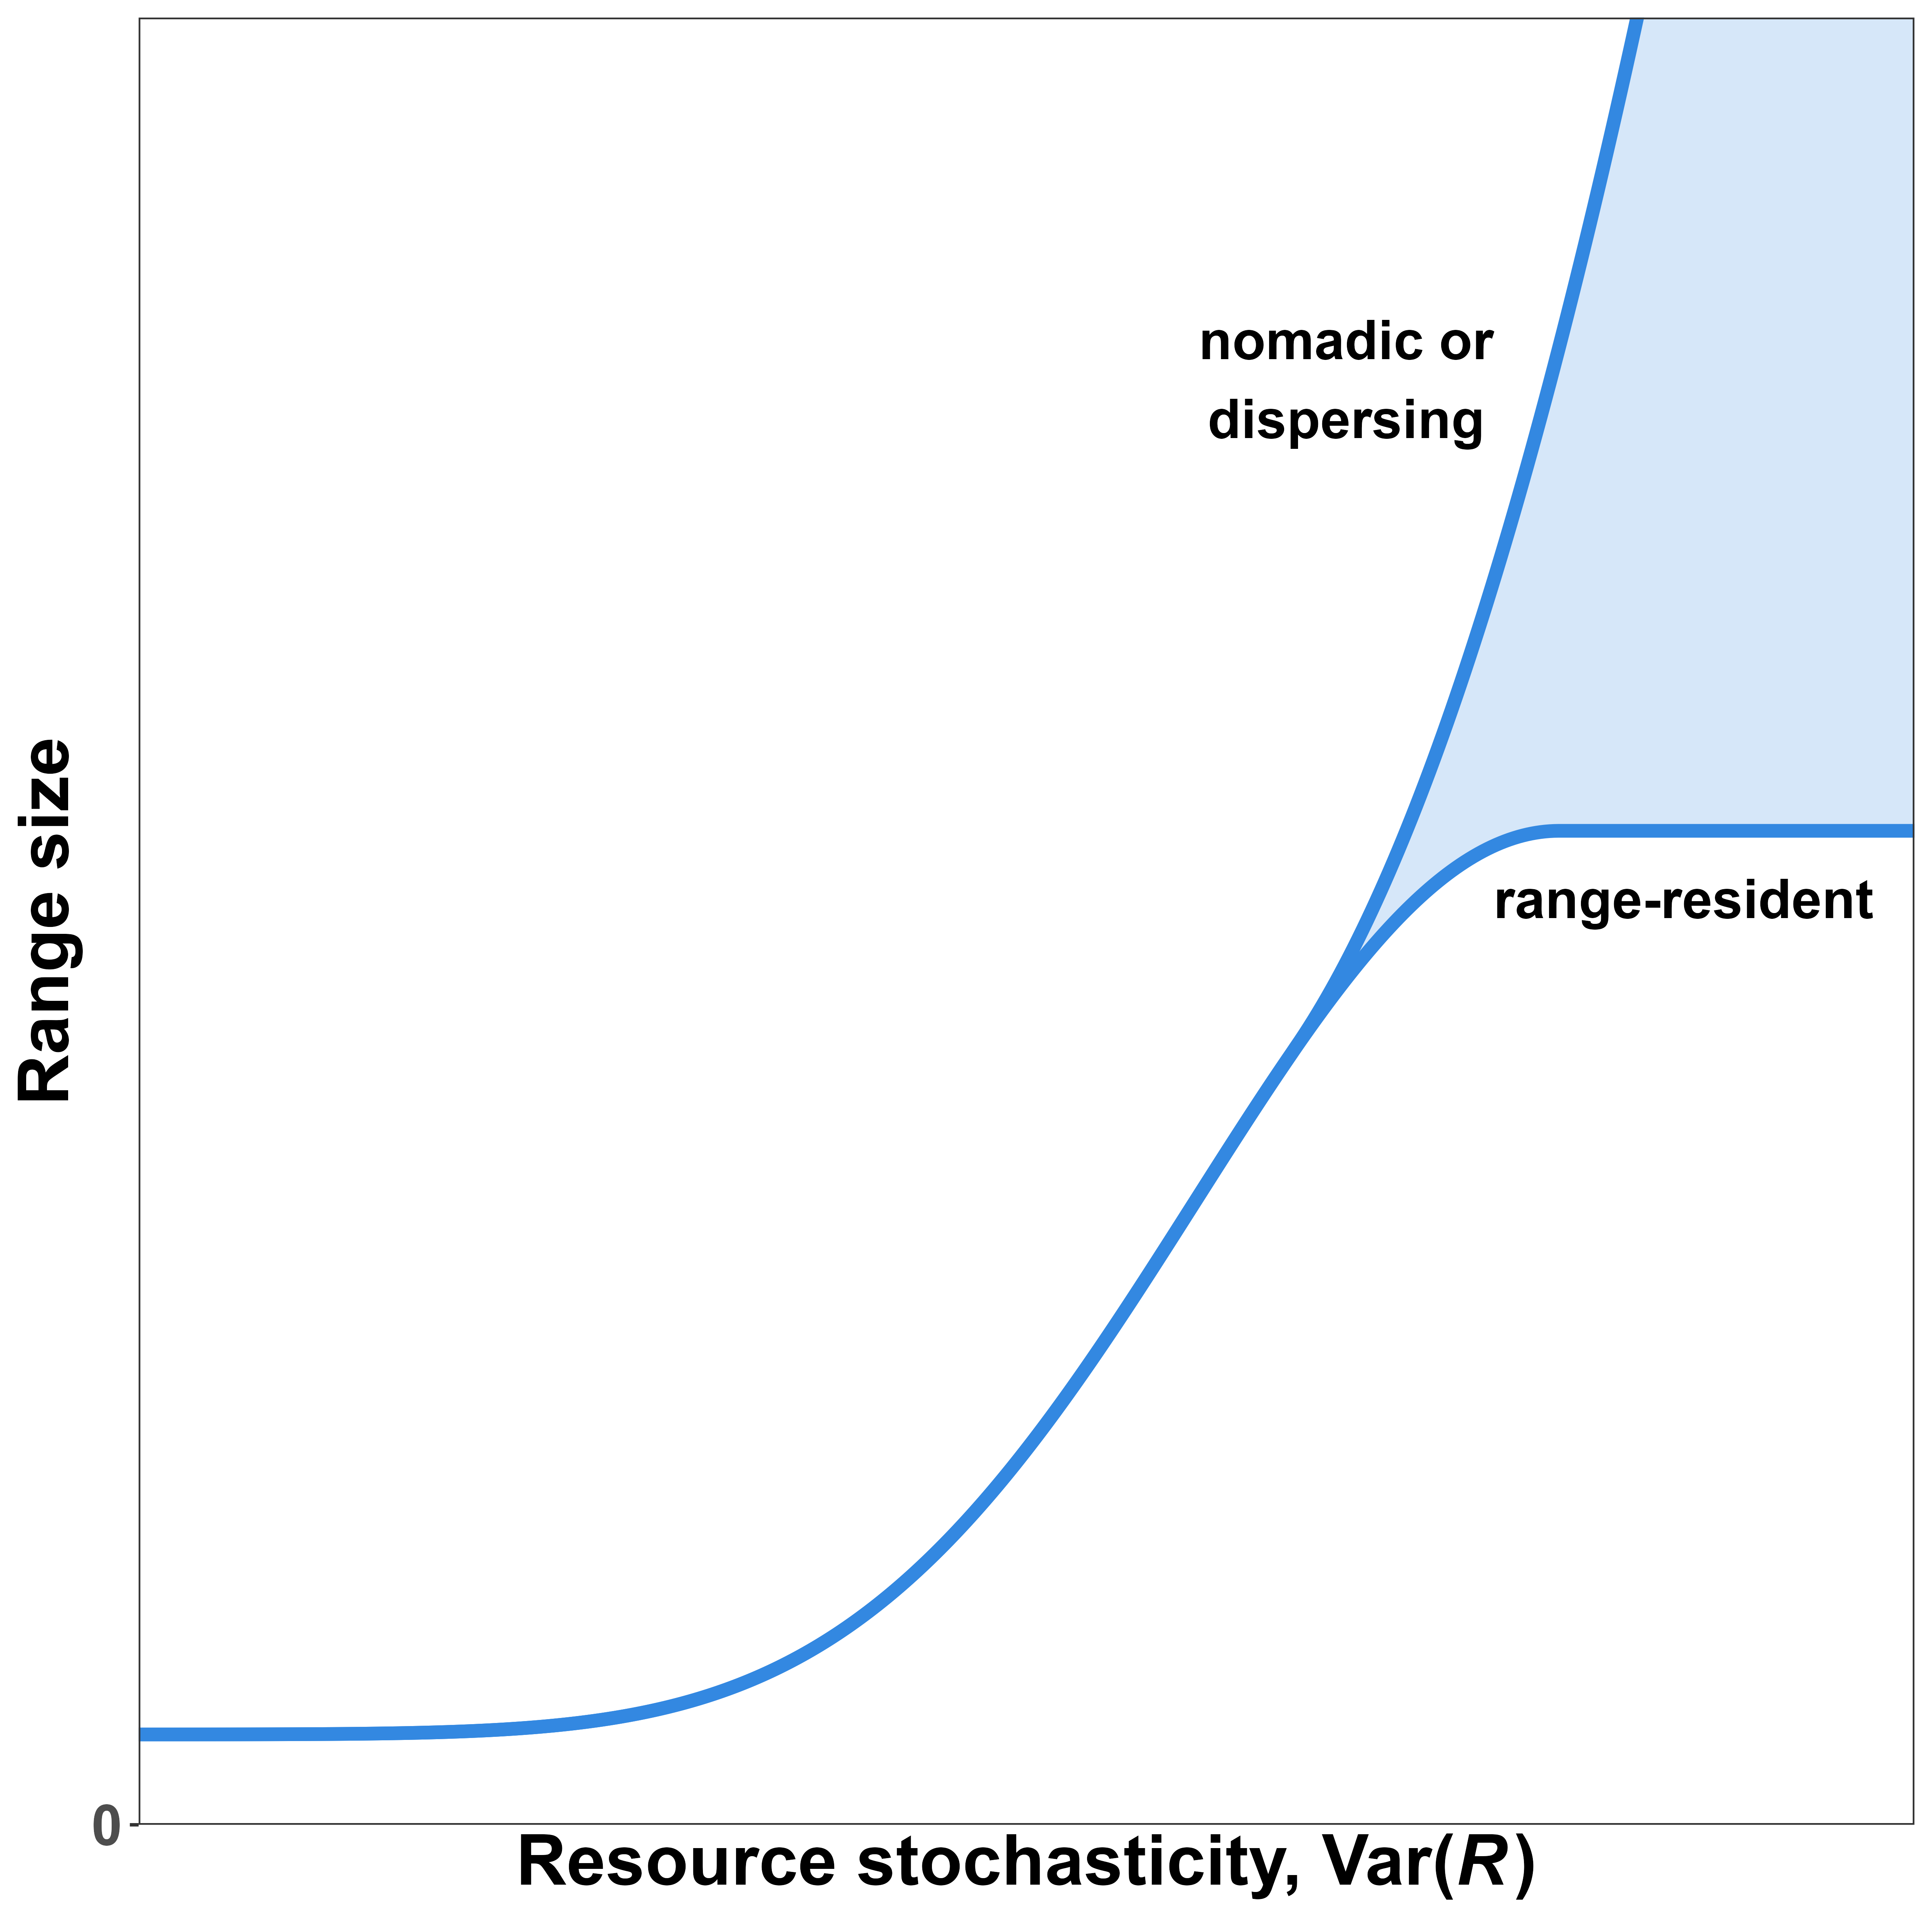 nomadic or
dispersing
range-resident
Range size
0
Resource stochasticity, Var(R)